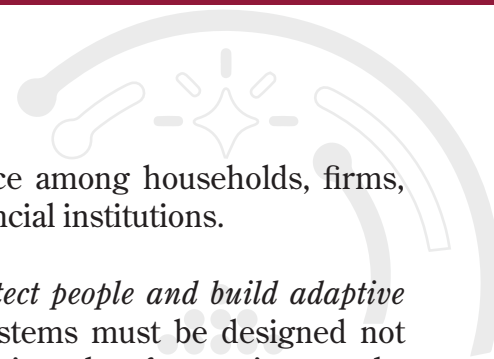 ce among households, firms,
ncial institutions.
tect people and build adaptive
stems must be designed not